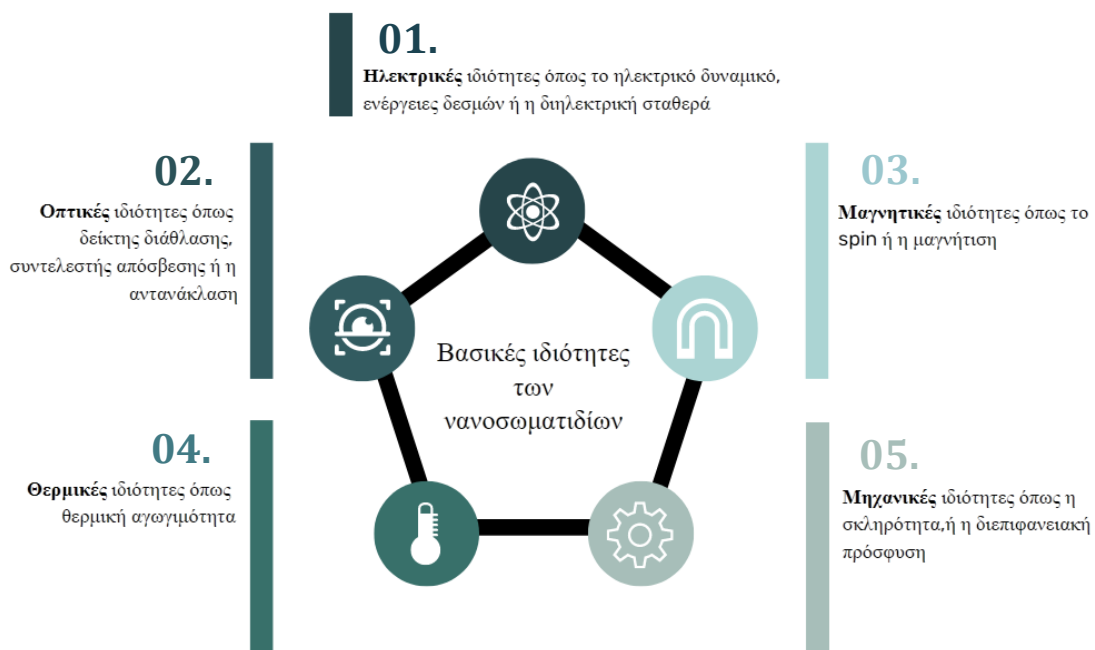 01.
Ηλεκτρικές ιδιότητες όπως το ηλεκτρικό δυναμικό,
ενέργειες δεσμών ή η διηλεκτρική σταθερά
02.
Οπτικές ιδιότητες όπως
δείκτης διάθλασης,
συντελεστής απόσβεσης ή η
αντανάκλαση
03.
Μαγνητικές ιδιότητες όπως το
spin ή η μαγνήτιση
Βασικές ιδιότητες
των
νανοσωματιδίων
04.
Θερμικές ιδιότητες όπως
θερμική αγωγιμότητα
05.
Μηχανικές ιδιότητες όπως η
σκληρότητα,ή η διεπιφανειακή
πρόσφυση